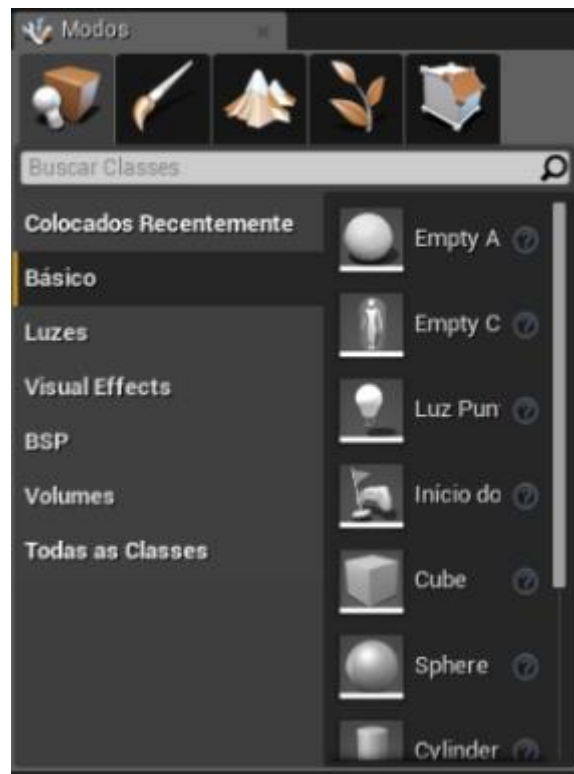 Modos
Buscar Classes
Colocados Recentemente
Básico
Luzes
Visual Effects
BSP
Volumes
Todas as Classes
Empty A
Empty C
Luz Pun
Início do
Cube
Sphere
Cylinder